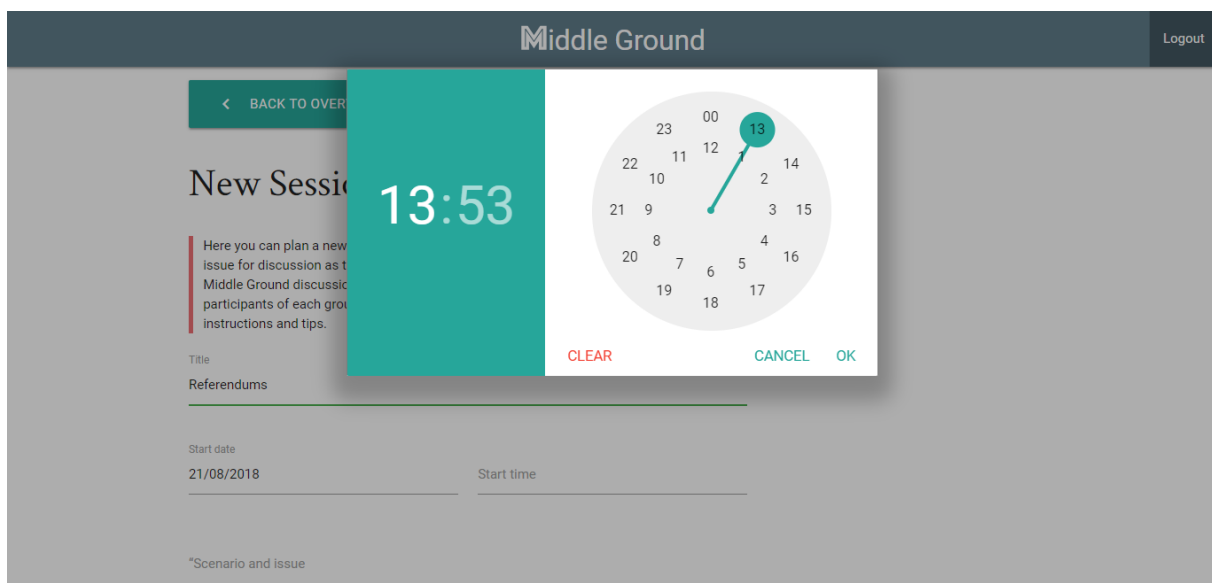 Middle Ground
Logout
BACK TO OVER
New Sessi
Here you can plan a new
issue for discussion as t
Middle Ground discussi
participants of each gro
instructions and tips.
Title
Referendums
Start date
21/08/2018
Start time
"Scenario and issue
13:53
00
13
14
15
16
17
18
19
20
21
22
23
12
1
2
3
4
5
6
7
8
9
10
11
CLEAR
CANCEL
OK